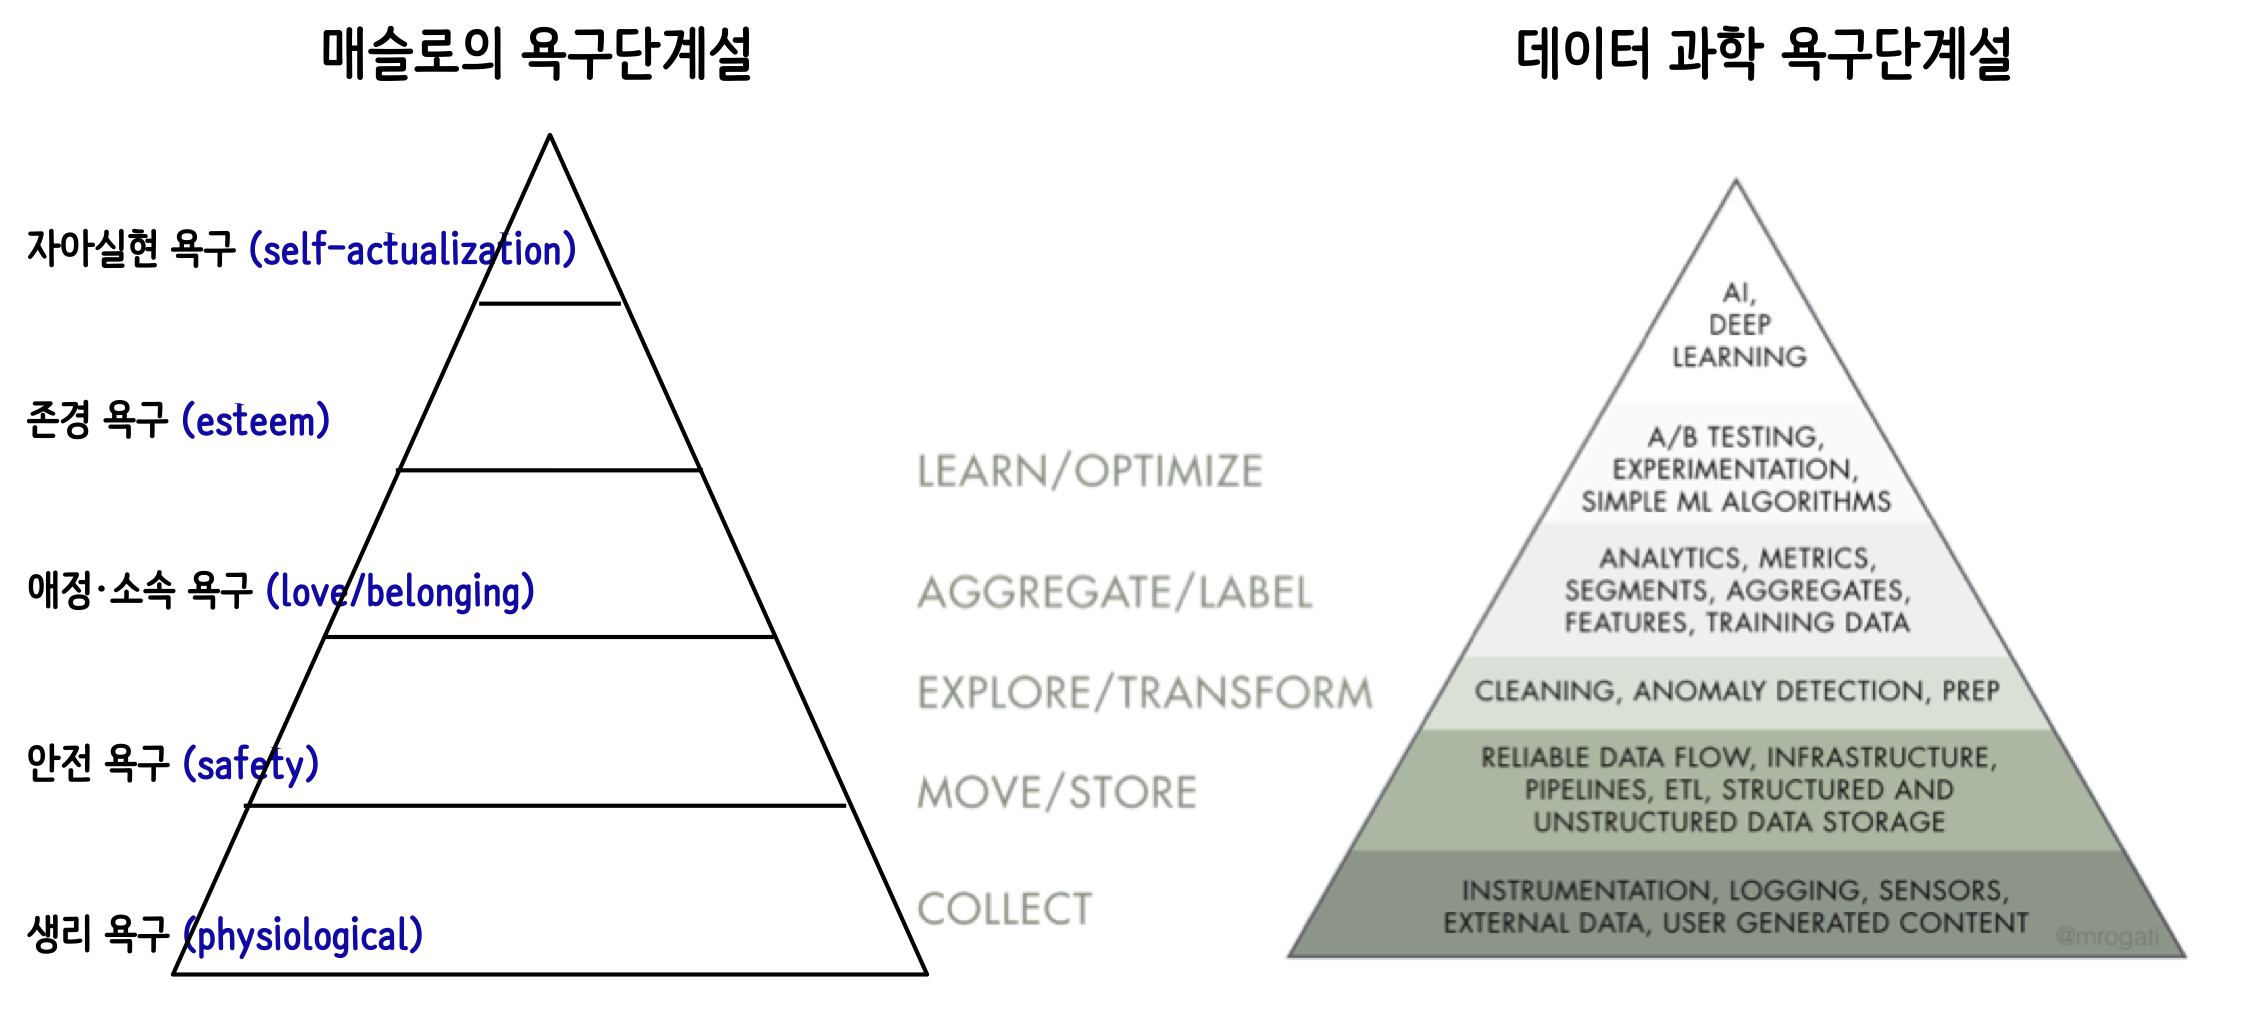 매슬로의 욕구단계설
자아실현 욕구 (self-actualization)
존경 욕구 (esteem)
애정·소속 욕구 (love/belonging)
안전 욕구 (safety)
생리 욕구 (physiological)
데이터 과학 욕구단계설
LEARN/OPTIMIZE
AGGREGATE/LABEL
EXPLORE/TRANSFORM
MOVE/STORE
COLLECT
AI,
DEEP
LEARNING
A/B TESTING,
EXPERIMENTATION,
SIMPLE ML ALGORITHMS
ANALYTICS, METRICS,
SEGMENTS, AGGREGATES,
FEATURES, TRAINING DATA
CLEANING, ANOMALY DETECTION, PREP
RELIABLE DATA FLOW, INFRASTRUCTURE,
PIPELINES, ETL, STRUCTURED AND
UNSTRUCTURED DATA STORAGE
INSTRUMENTATION, LOGGING, SENSORS,
EXTERNAL DATA, USER GENERATED CONTENT
@mrogati